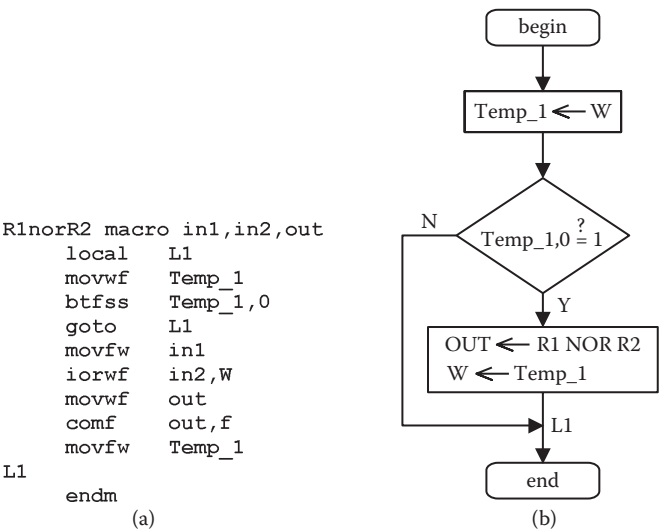 R1norR2 macro in1,in2,out
local L1
movwf Temp_1
btfss Temp_1,0
goto L1
movfw in1
iorwf in2,W
movwf out
comf out,f
movfw Temp_1
L1
endm
(a)
begin
Temp_1 ← W
?
Temp_1,0 = 1
N
Y
OUT ← R1 NOR R2
W ← Temp_1
L1
end
(b)